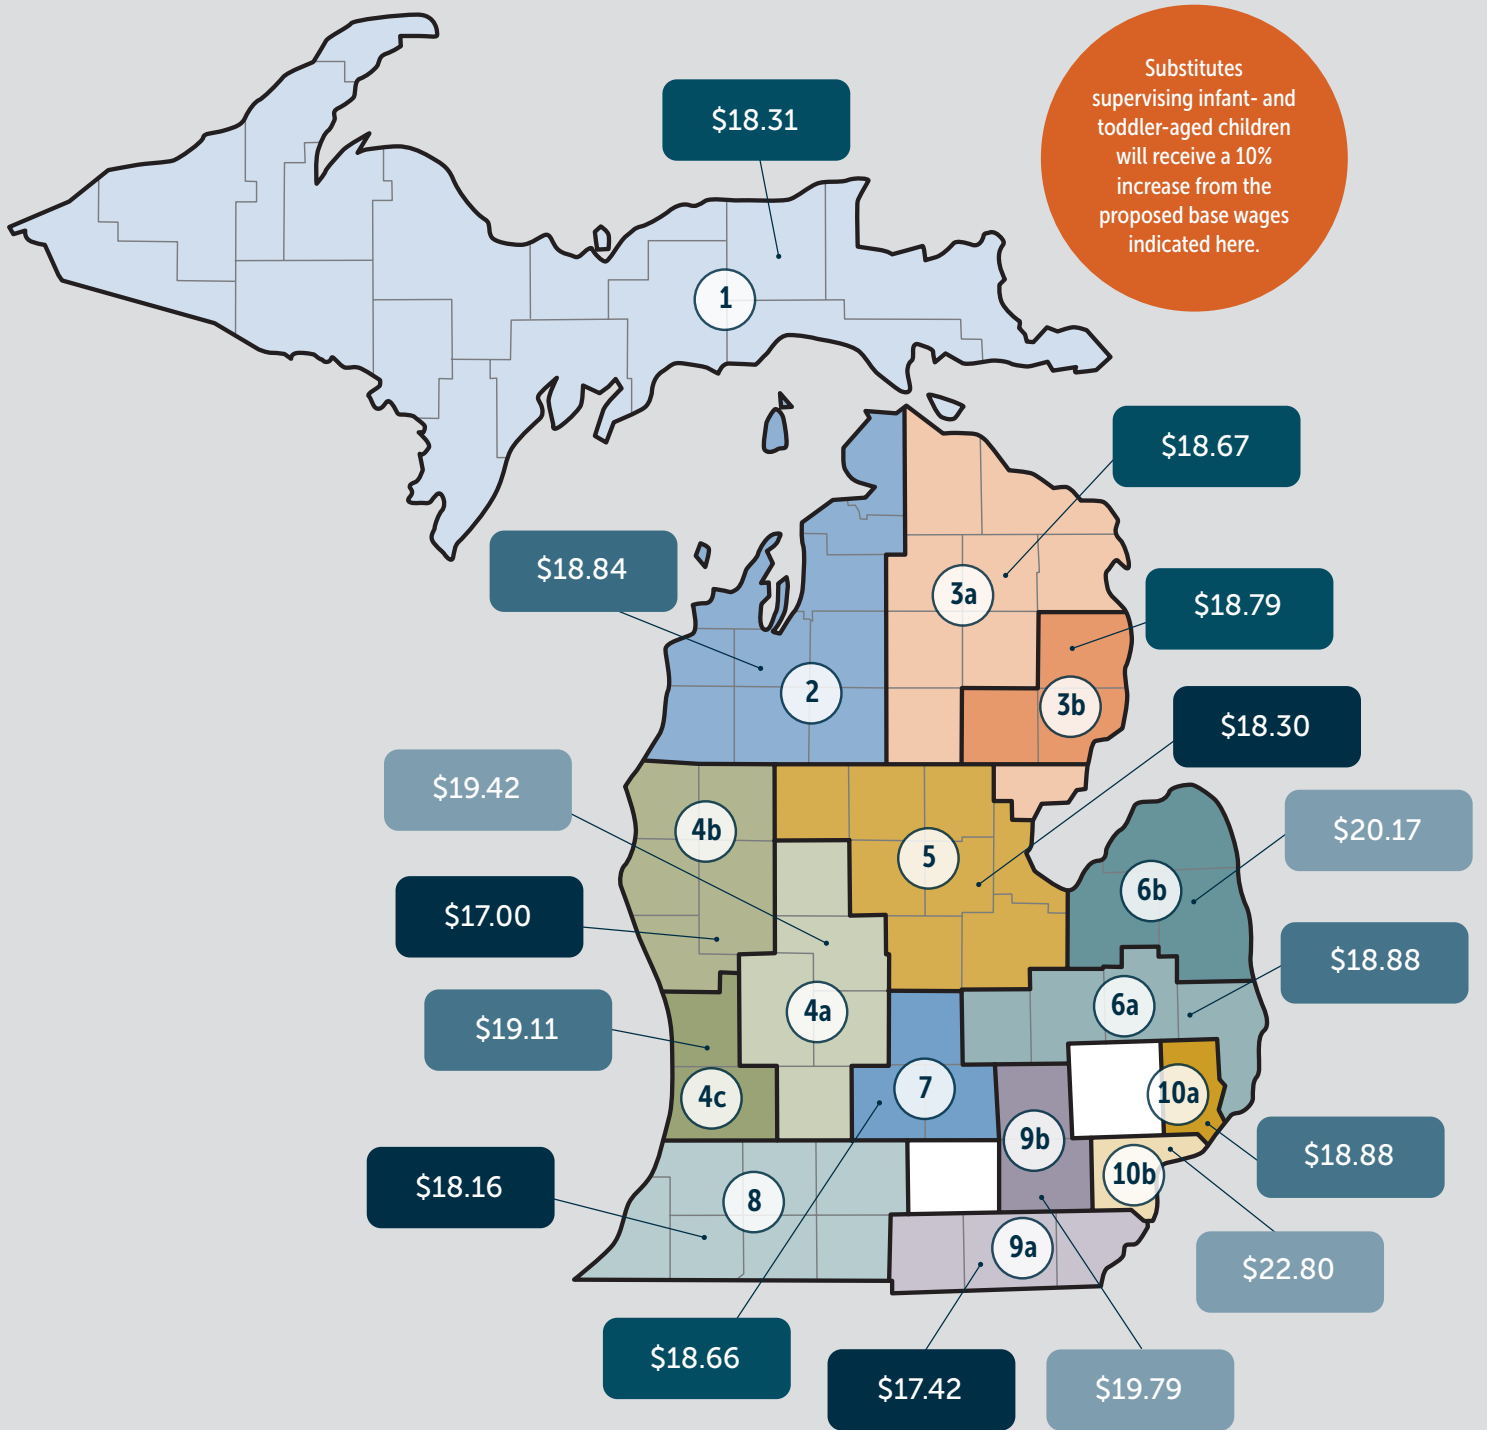 Substitutes
supervising infant- and
toddler-aged children
will receive a 10%
increase from the
proposed base wages
indicated here.
$18.31
1
$18.67
$18.84
3a
$18.79
2
3b
$18.30
$19.42
4b
5
$20.17
6b
$17.00
$18.88
4a
6a
$19.11
4c
7
10a
9b
$18.88
10b
$18.16
8
9a
$22.80
$18.66
$17.42
$19.79